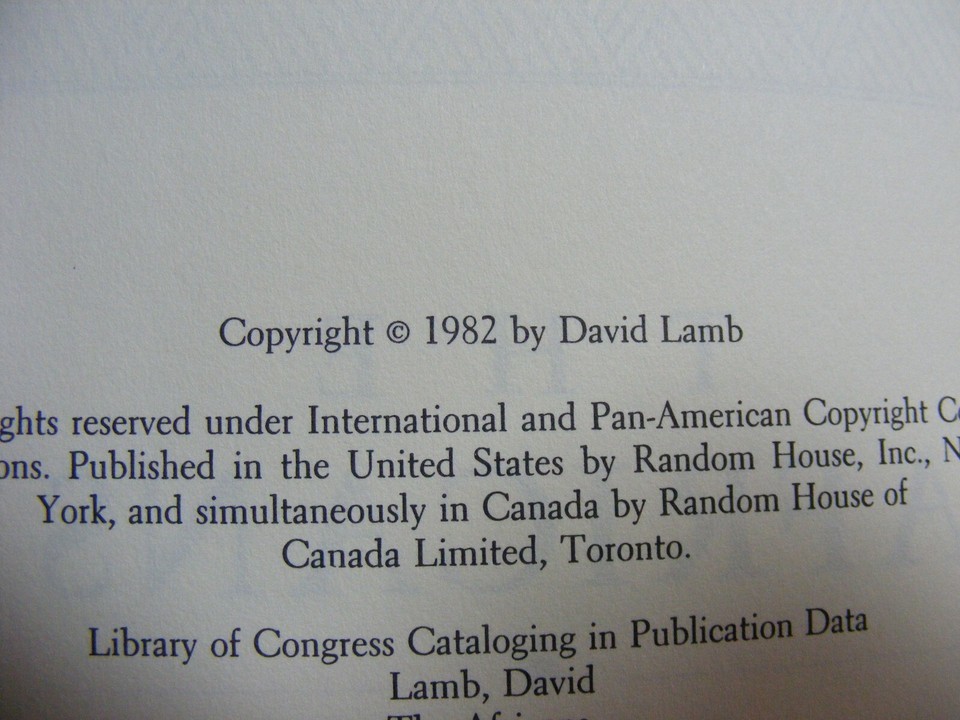 Copyright © 1982 by David Lamb
ghts reserved under International and Pan-American Copyright C
ons. Published in the United States by Random House, Inc., N
York, and simultaneously in Canada by Random House of
Canada Limited, Toronto.
Library of Congress Cataloging in Publication Data
Lamb, David